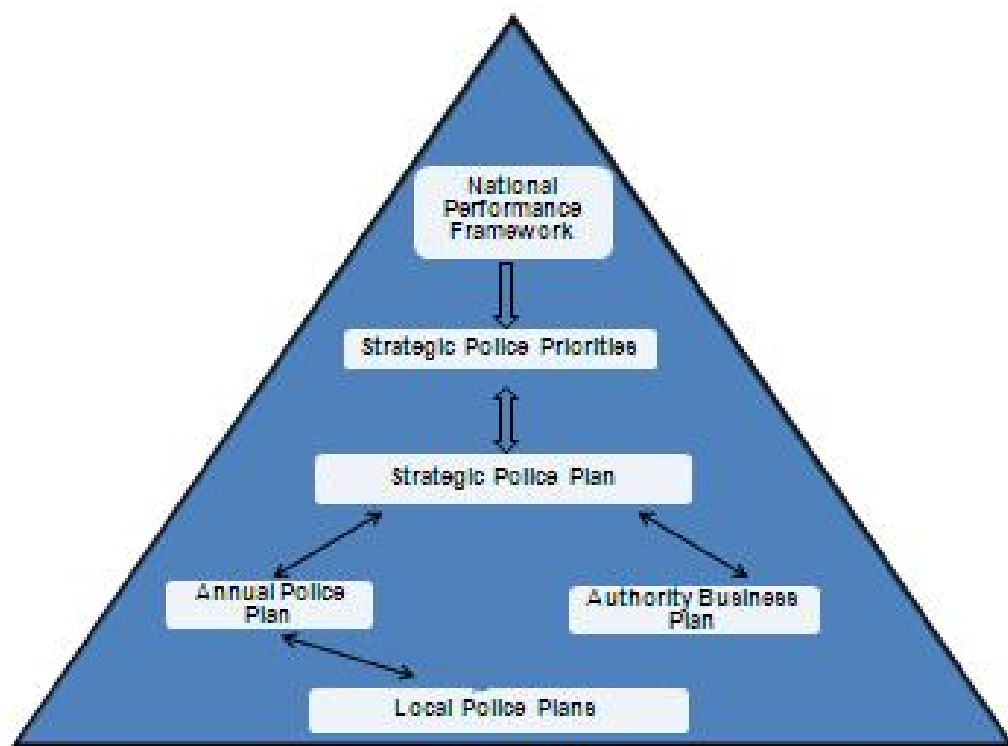 National
Performance
Framework
Strategic Police Priorities
Strategic Police Plan
Annual Police
Plan
Authority Business
Plan
Local Police Plans